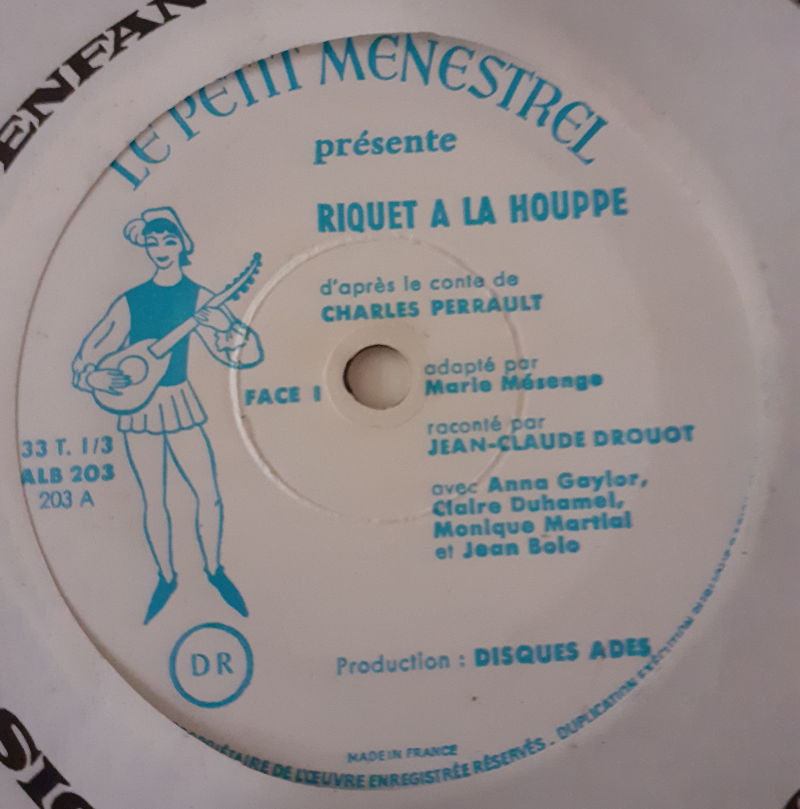 ENFAN
LE PETIT MENESTREL
présente
RIQUET A LA HOUPPE
d'après le conte de
CHARLES PERRAULT
adapté par
Marie Mésenge
FACE 1
raconté par
JEAN-CLAUDE DROUOT
33 T. 1/3
ALB 203
203 A
avec Anna Gaylor,
Claire Duhamel,
Monique Martial
et Jean Bolo
DR
Production : DISQUES ADES
MADE IN FRANCE
DE L'ŒUVRE ENREGISTRÉE RÉSERVÉS. DUPLICATION EXÉCUTION